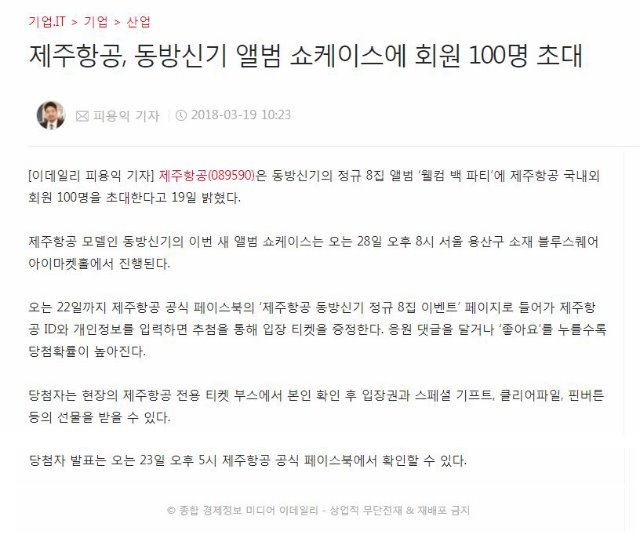 기업.IT > 기업 > 산업
제주항공, 동방신기 앨범 쇼케이스에 회원 100명 초대
피용익 기자 | 2018-03-19 10:23
[이데일리 피용익 기자] 제주항공(089590)은 동방신기의 정규 8집 앨범 ‘웰컴 백 파티’에 제주항공 국내외
회원 100명을 초대한다고 19일 밝혔다.
제주항공 모델인 동방신기의 이번 새 앨범 쇼케이스는 오는 28일 오후 8시 서울 용산구 소재 블루스퀘어
아이마켓홀에서 진행된다.
오는 22일까지 제주항공 공식 페이스북의 ‘제주항공 동방신기 정규 8집 이벤트’ 페이지로 들어가 제주항
공 ID와 개인정보를 입력하면 추첨을 통해 입장 티켓을 증정한다. 응원 댓글을 달거나 ‘좋아요’를 누를수록
당첨확률이 높아진다.
당첨자는 현장의 제주항공 전용 티켓 부스에서 본인 확인 후 입장권과 스페셜 기프트, 클리어파일, 핀버튼
등의 선물을 받을 수 있다.
당첨자 발표는 오는 23일 오후 5시 제주항공 공식 페이스북에서 확인할 수 있다.
© 종합 경제정보 미디어 이데일리 - 상업적 무단전재 & 재배포 금지